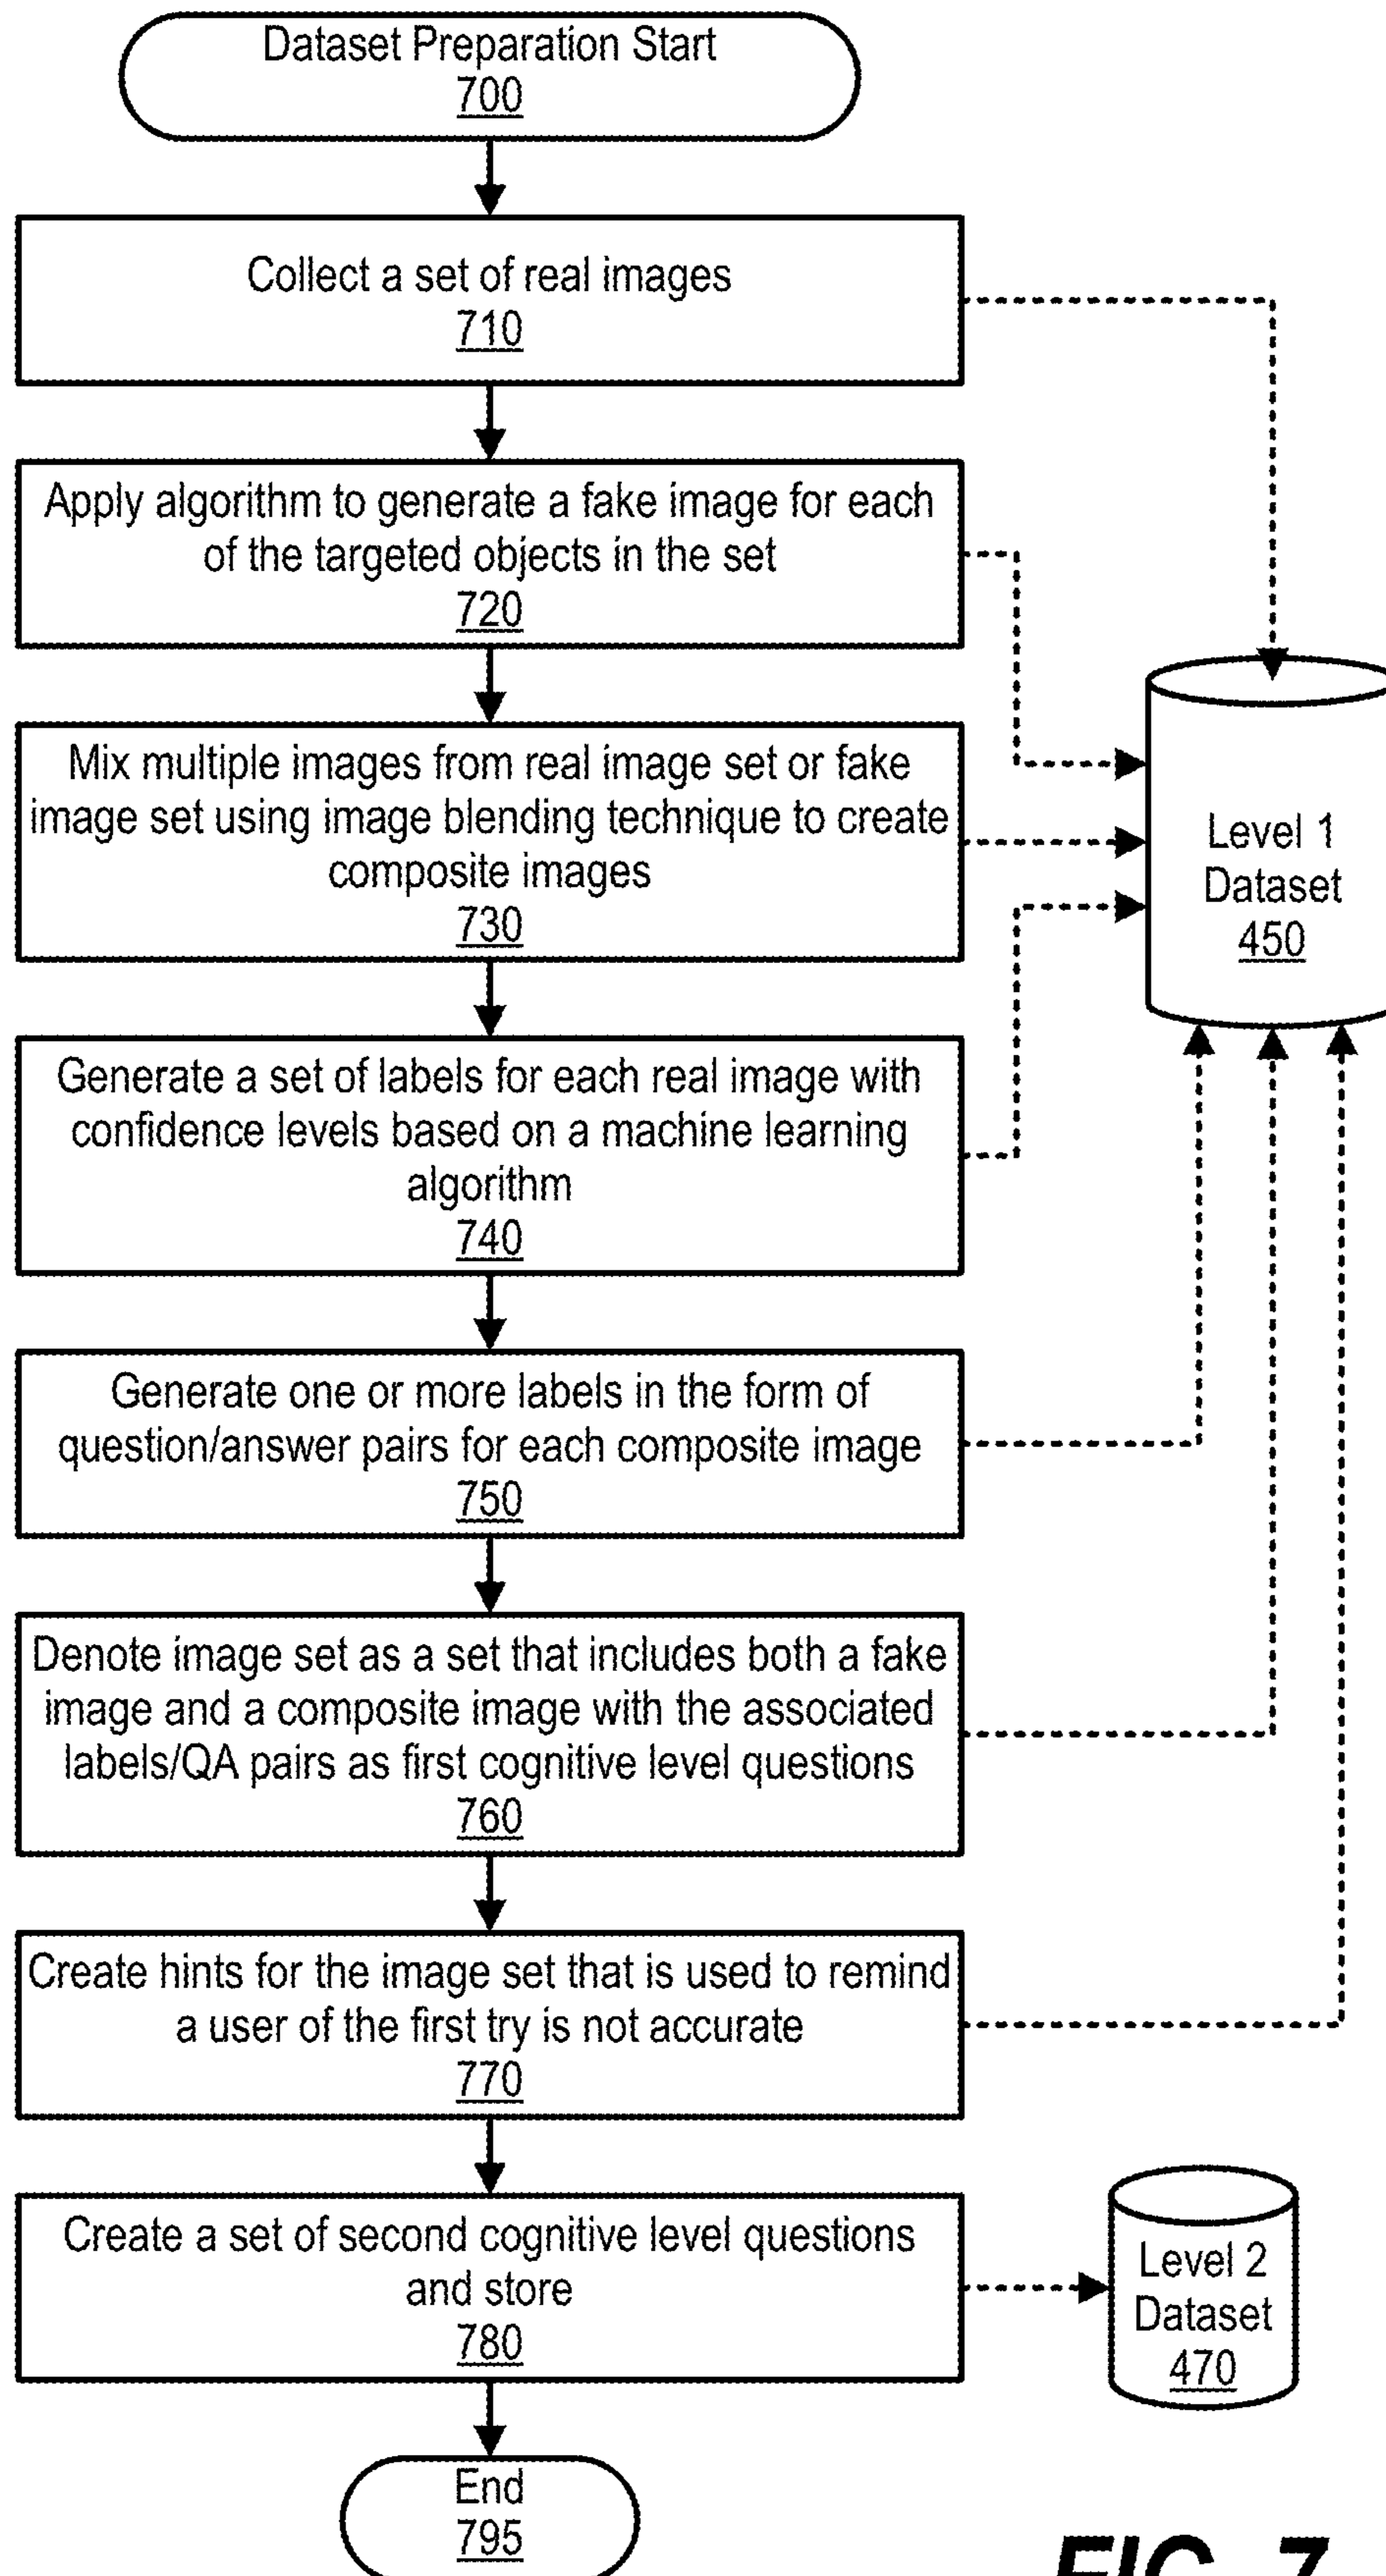 Dataset Preparation Start
700
Collect a set of real images
710
Apply algorithm to generate a fake image for each
of the targeted objects in the set
720
Mix multiple images from real image set or fake
image set using image blending technique to create
composite images
730
Level 1
Dataset
450
Generate a set of labels for each real image with
confidence levels based on a machine learning
algorithm
740
Generate one or more labels in the form of
question/answer pairs for each composite image
750
Denote image set as a set that includes both a fake
image and a composite image with the associated
labels/QA pairs as first cognitive level questions
760
Create hints for the image set that is used to remind
a user of the first try is not accurate
770
Create a set of second cognitive level questions
and store
780
Level 2
Dataset
470
End
795
FIG. 7